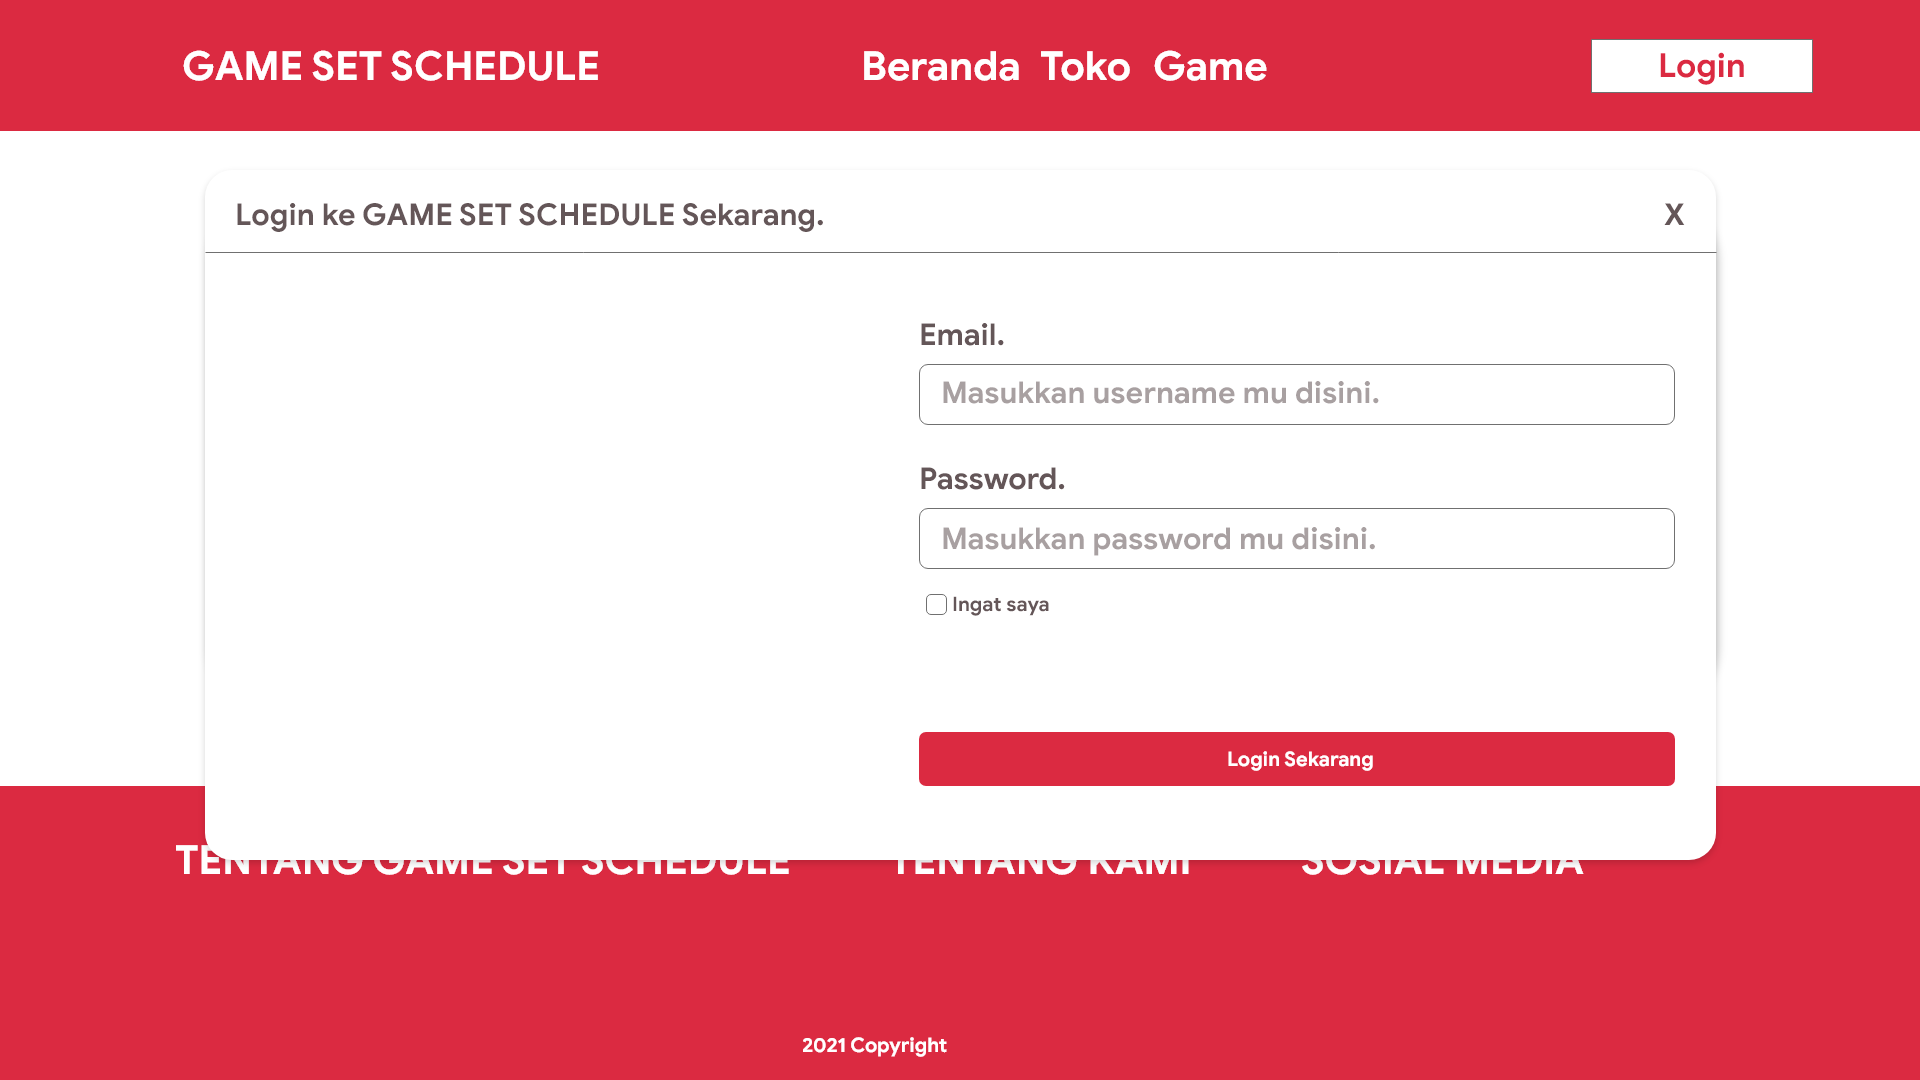 GAME SET SCHEDULE
Beranda Toko Game
Login
Login ke GAME SET SCHEDULE Sekarang.
X
Email.
Masukkan username mu disini.
Password.
Masukkan password mu disini.
Ingat saya
Login Sekarang
TENTANG GAME SET SCHEDULE
TENTANG KAMI
SOSIAL MEDIA
2021 Copyright